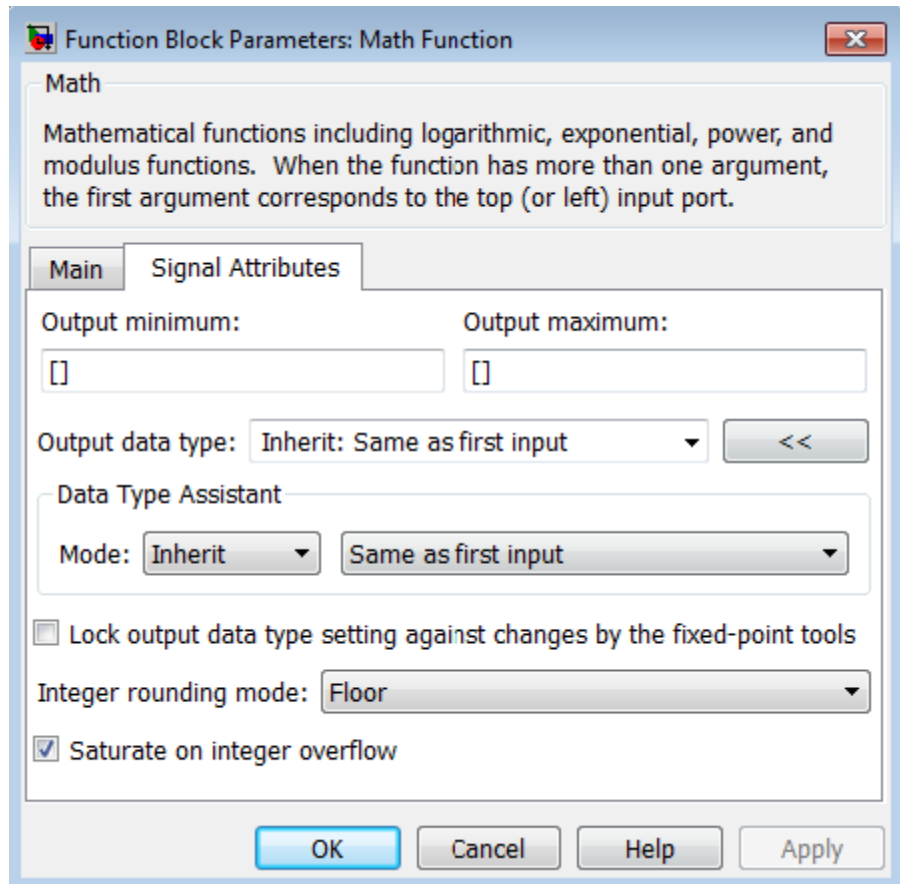 Function Block Parameters: Math Function
Math
Mathematical functions including logarithmic, exponential, power, and
modulus functions.  When the function has more than one argument,
the first argument corresponds to the top (or left) input port.
Main Signal Attributes
Output minimum: Output maximum:
[] []
Output data type: Inherit: Same as first input <<
Data Type Assistant
Mode: Inherit Same as first input
Lock output data type setting against changes by the fixed-point tools
Integer rounding mode: Floor
Saturate on integer overflow
OK Cancel Help Apply